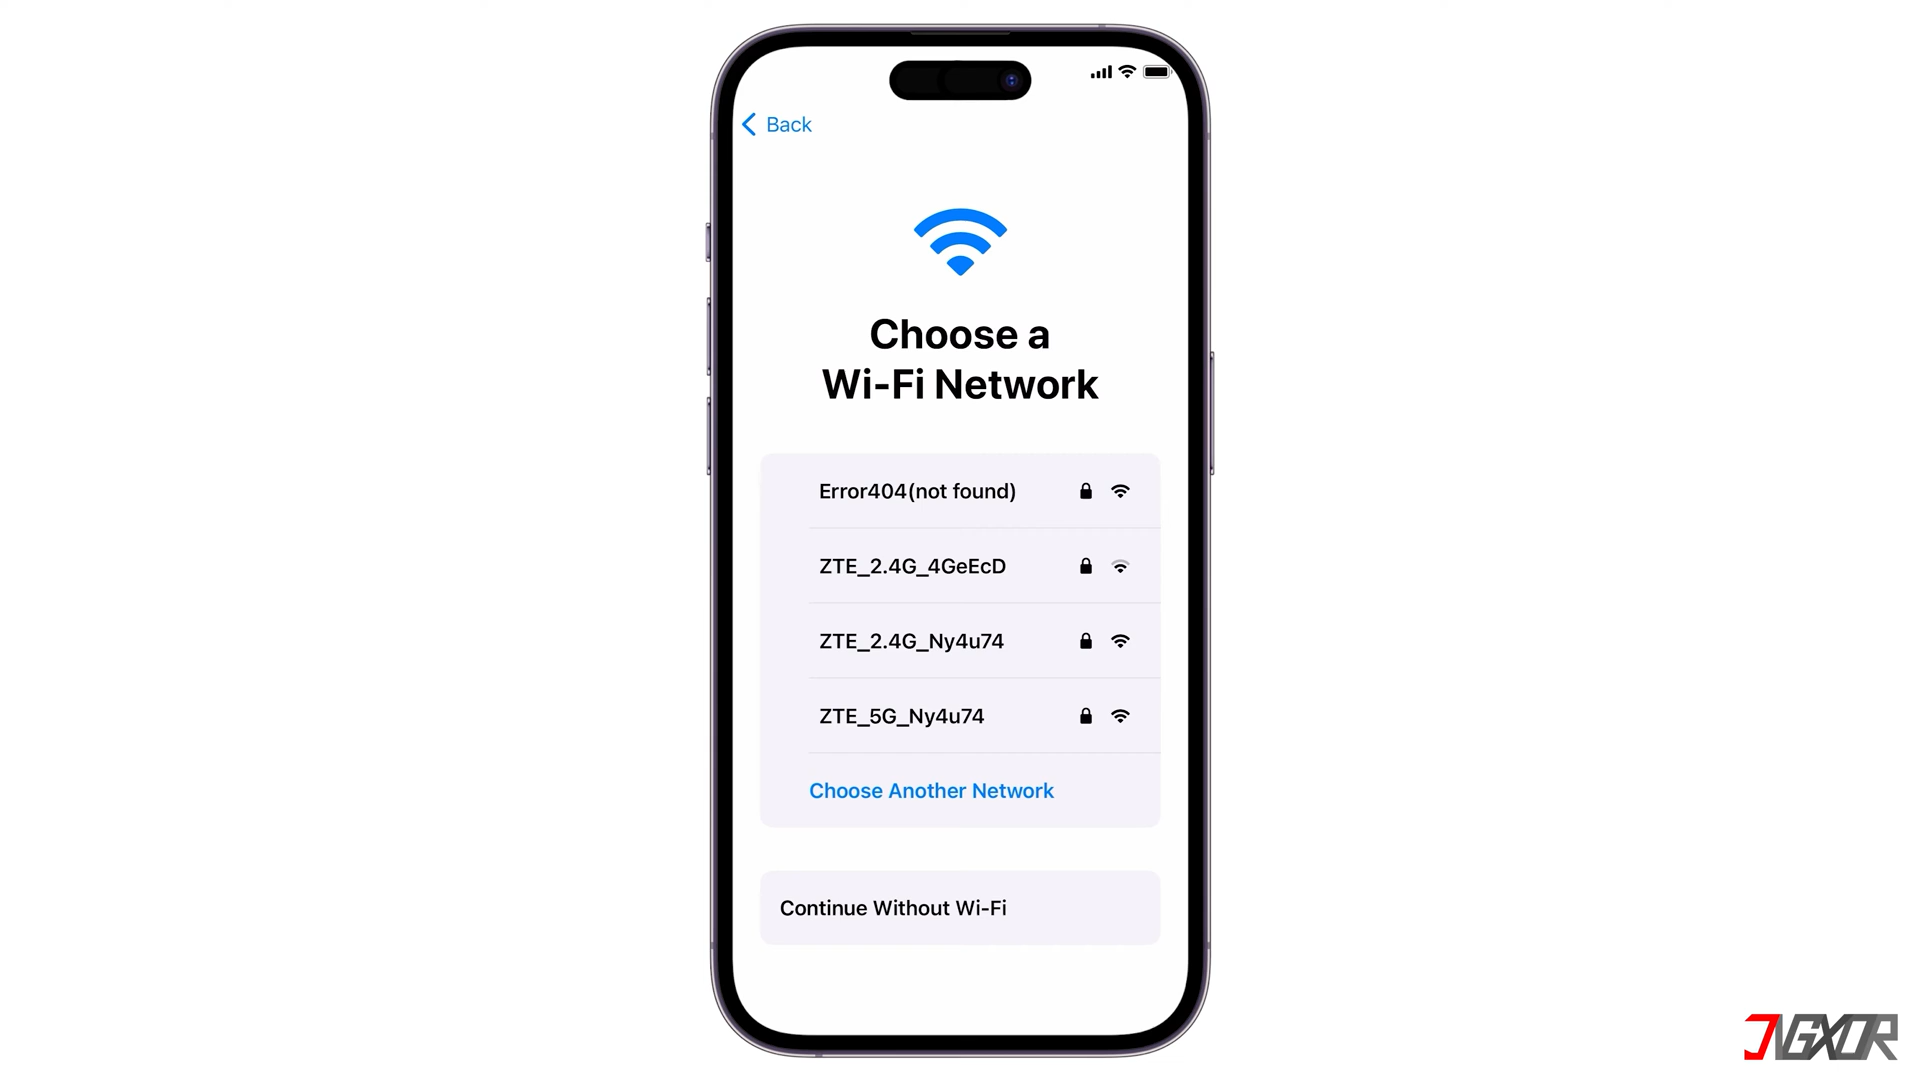 Back
Choose a
Wi-Fi Network
Error404(not found)
ZTE_2.4G_4GeEcD
ZTE_2.4G_Ny4u74
ZTE_5G_Ny4u74
Choose Another Network
Continue Without Wi-Fi